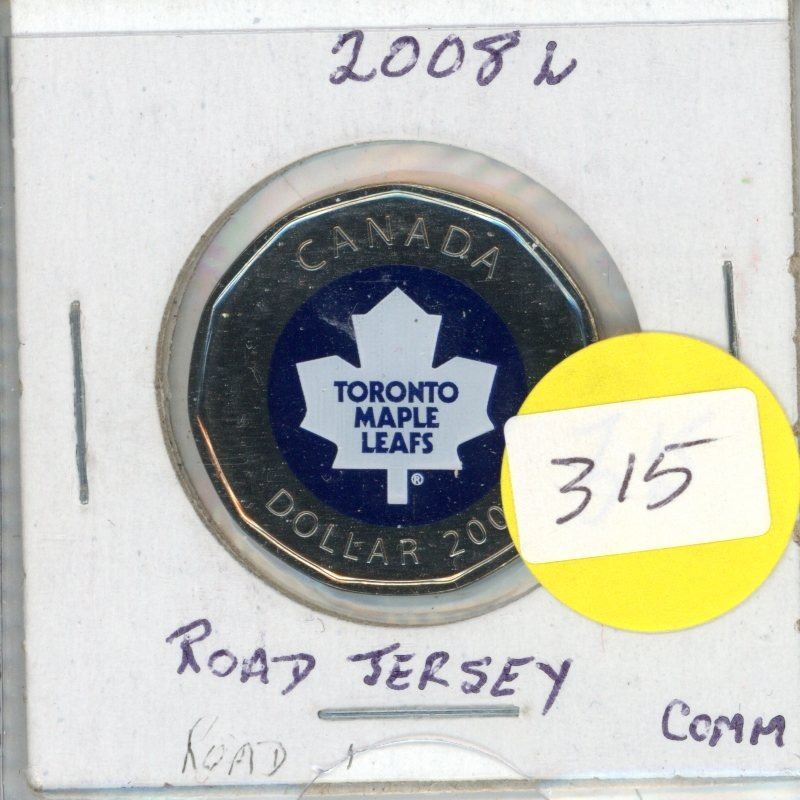 2008 L
CANADA
TORONTO
MAPLE
LEAFS
®
DOLLAR 200
315
ROAD JERSEY
COMM
ROAD